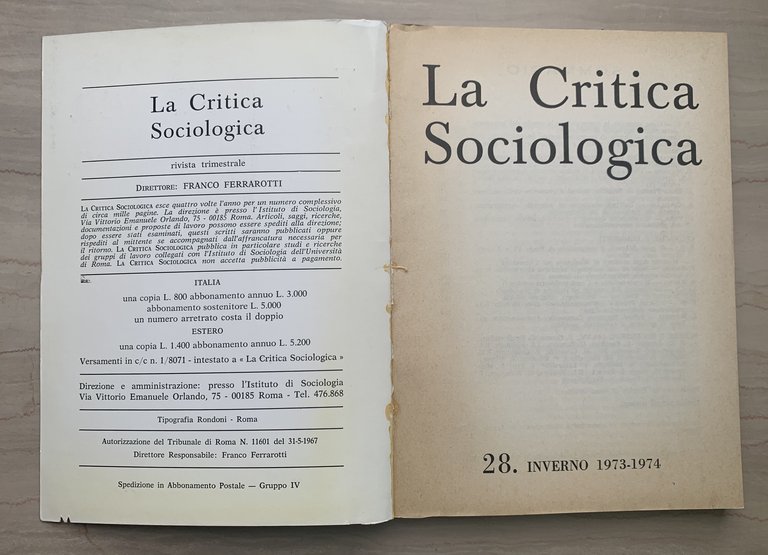 La Critica
Sociologica
rivista trimestrale
DIRETTORE: FRANCO FERRAROTTI
LA CRITICA SOCIOLOGICA esce quattro volte l'anno per un numero complessivo
di circa mille pagine. La direzione è presso l'Istituto di Sociologia,
Via Vittorio Emanuele Orlando, 75 - 00185 Roma. Articoli, saggi, ricerche,
documentazioni e proposte di lavoro possono essere spediti alla direzione;
dopo essere stati esaminati, questi scritti saranno pubblicati oppure
rispediti al mittente se accompagnati dall'affrancatura necessaria per
il ritorno. LA CRITICA SOCIOLOGICA pubblica in particolare studi e ricerche
dei gruppi di lavoro collegati con l'Istituto di Sociologia dell'Università
di Roma. LA CRITICA SOCIOLOGICA non accetta pubblicità a pagamento.
ITALIA
una copia L. 800 abbonamento annuo L. 3.000
abbonamento sostenitore L. 5.000
un numero arretrato costa il doppio
ESTERO
una copia L. 1.400 abbonamento annuo L. 5.200
Versamenti in c/c n. 1/8071 - intestato a « La Critica Sociologica »
Direzione e amministrazione: presso l'Istituto di Sociologia
Via Vittorio Emanuele Orlando, 75 - 00185 Roma - Tel. 476.868
Tipografia Rondoni - Roma
Autorizzazione del Tribunale di Roma N. 11601 del 31-5-1967
Direttore Responsabile: Franco Ferrarotti
Spedizione in Abbonamento Postale — Gruppo IV
La Critica
Sociologica
28. INVERNO 1973-1974